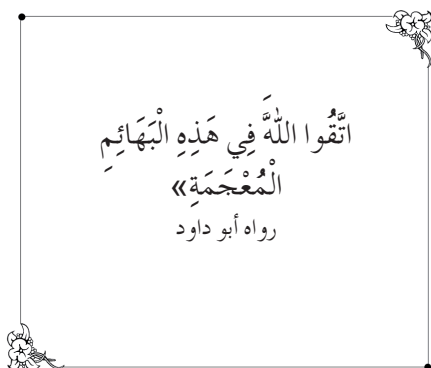 اتَّقُوا اللَّهَ فِي هَذِهِ الْبَهَائِمِ
الْمُعْجَمَةِ»
رواه أبو داود